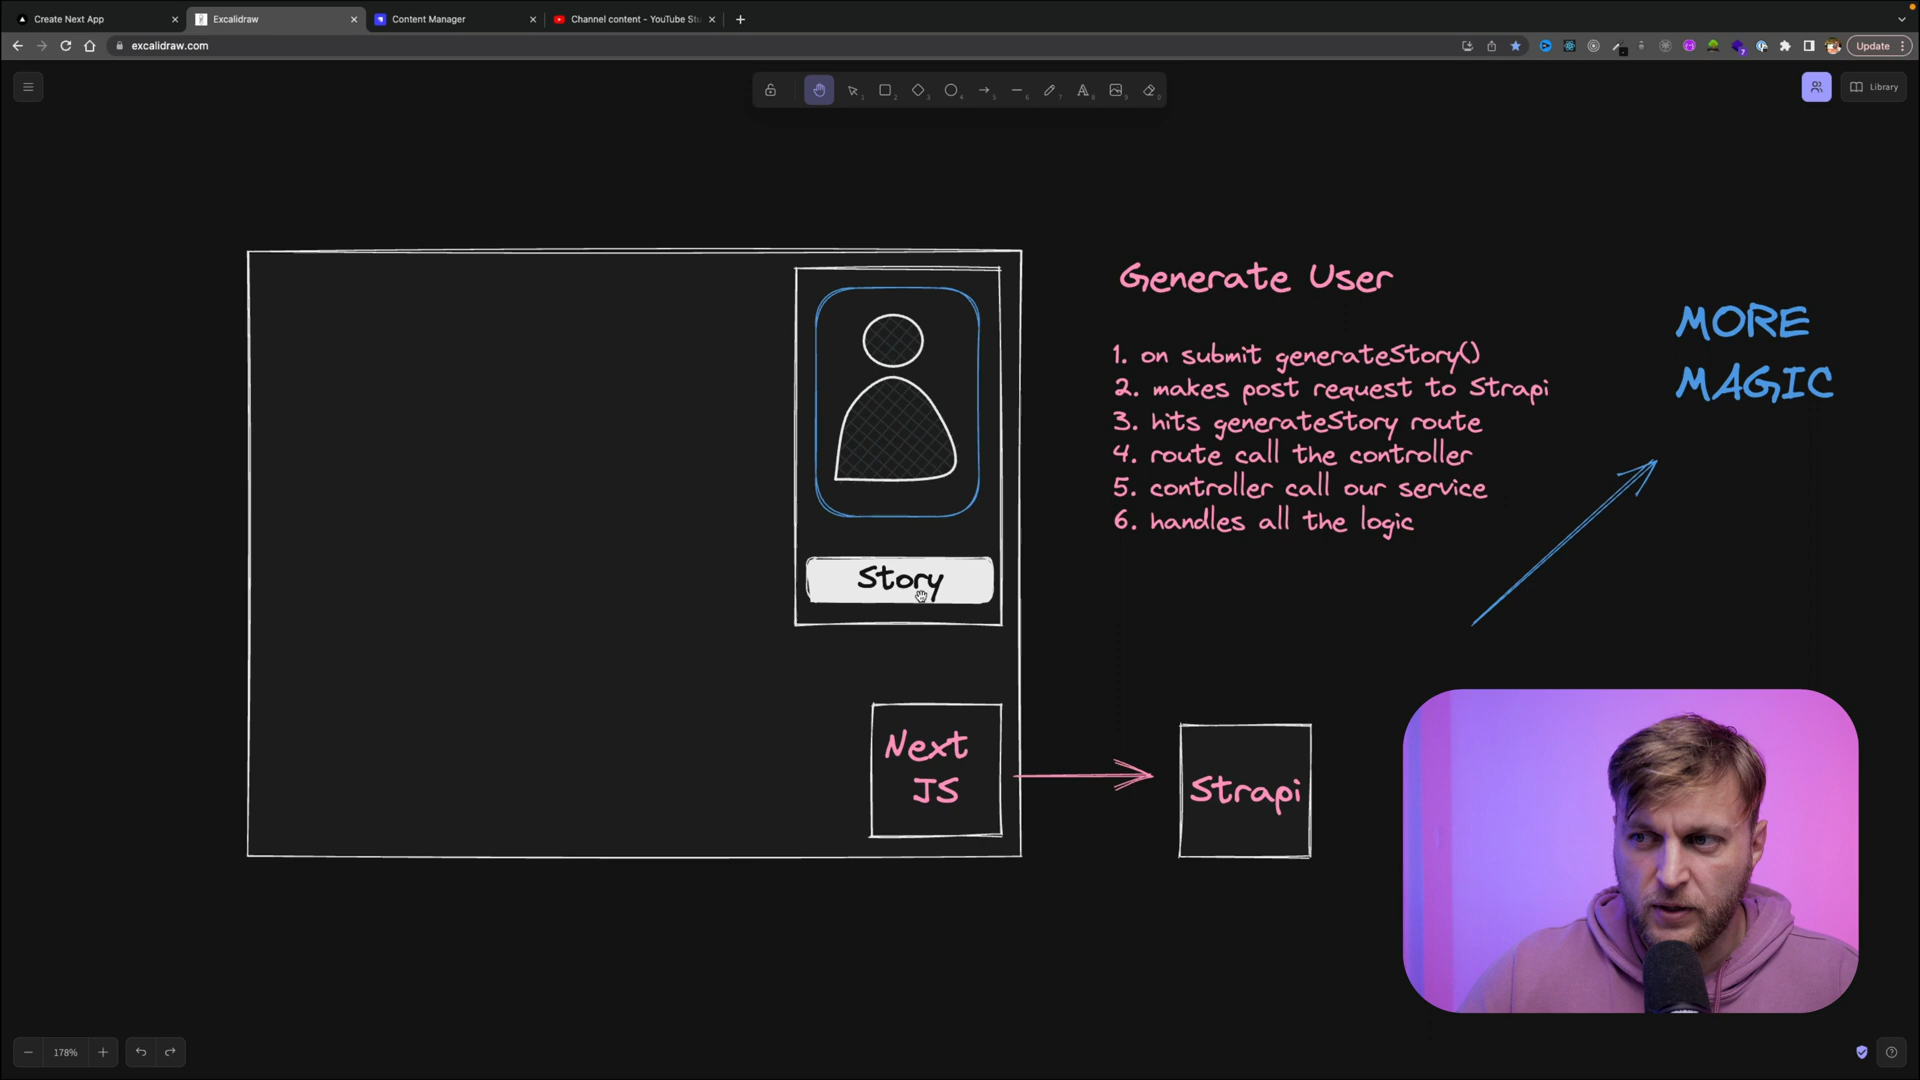 Create Next App
Excalidraw
Content Manager
Channel content - YouTube Stu
excalidraw.com
Update
Library
Generate User
MORE
MAGIC
1. on submit generateStory()
2. makes post request to Strapi
3. hits generateStory route
4. route call the controller
5. controller call our service
6. handles all the logic
Story
Next
JS
Strapi
178%